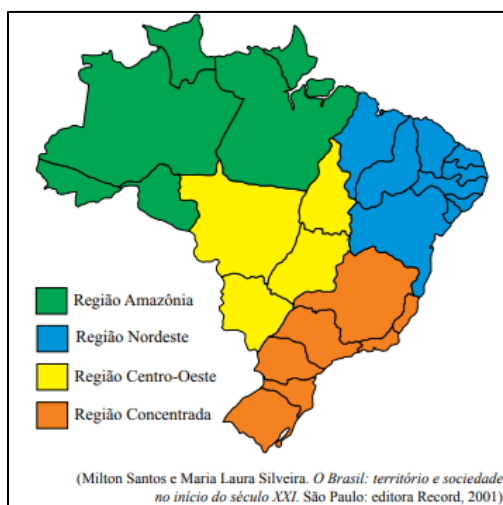 Região Amazônia
Região Nordeste
Região Centro-Oeste
Região Concentrada
(Milton Santos e Maria Laura Silveira. O Brasil: território e sociedade
no início do século XXI. São Paulo: editora Record, 2001)